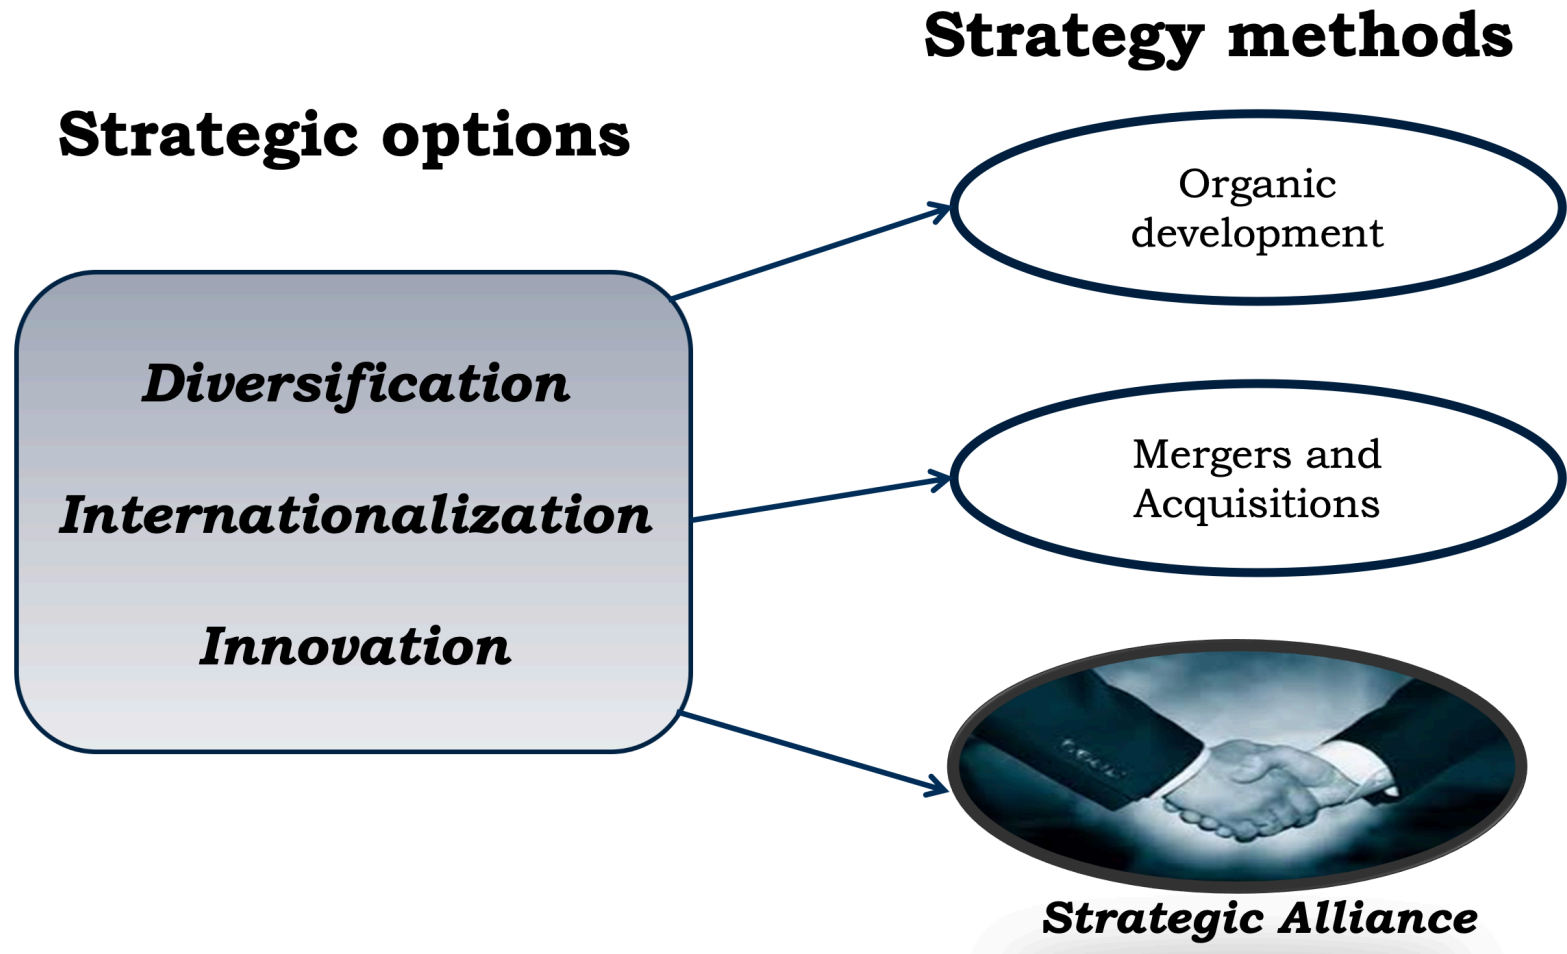 Strategy methods
Strategic options
Organic
development
Diversification
Internationalization
Innovation
Mergers and
Acquisitions
Strategic Alliance